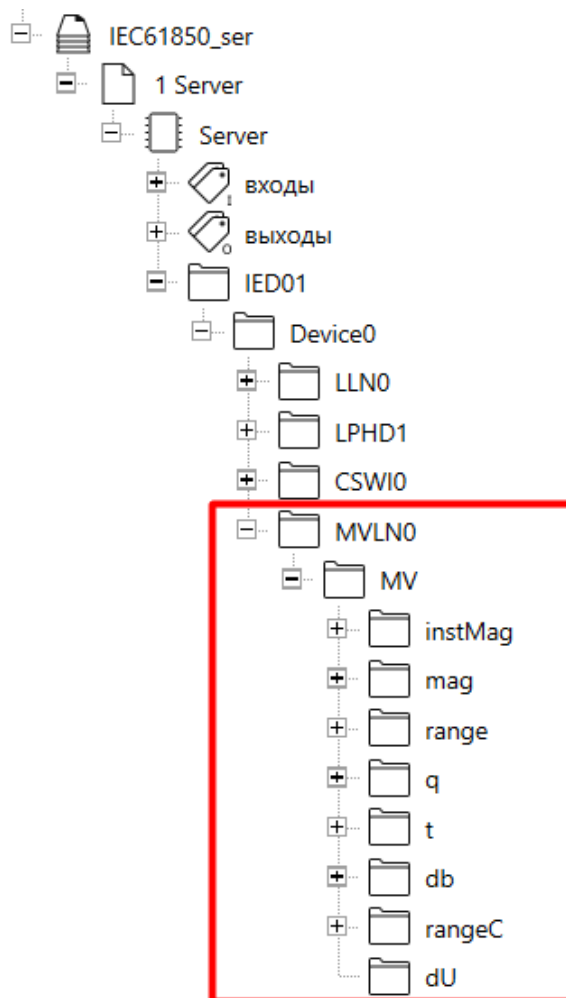 IEC61850_ser
1 Server
Server
входы
выходы
IED01
Device0
LLN0
LPHD1
CSWI0
MVLN0
MV
instMag
mag
range
q
t
db
rangeC
dU